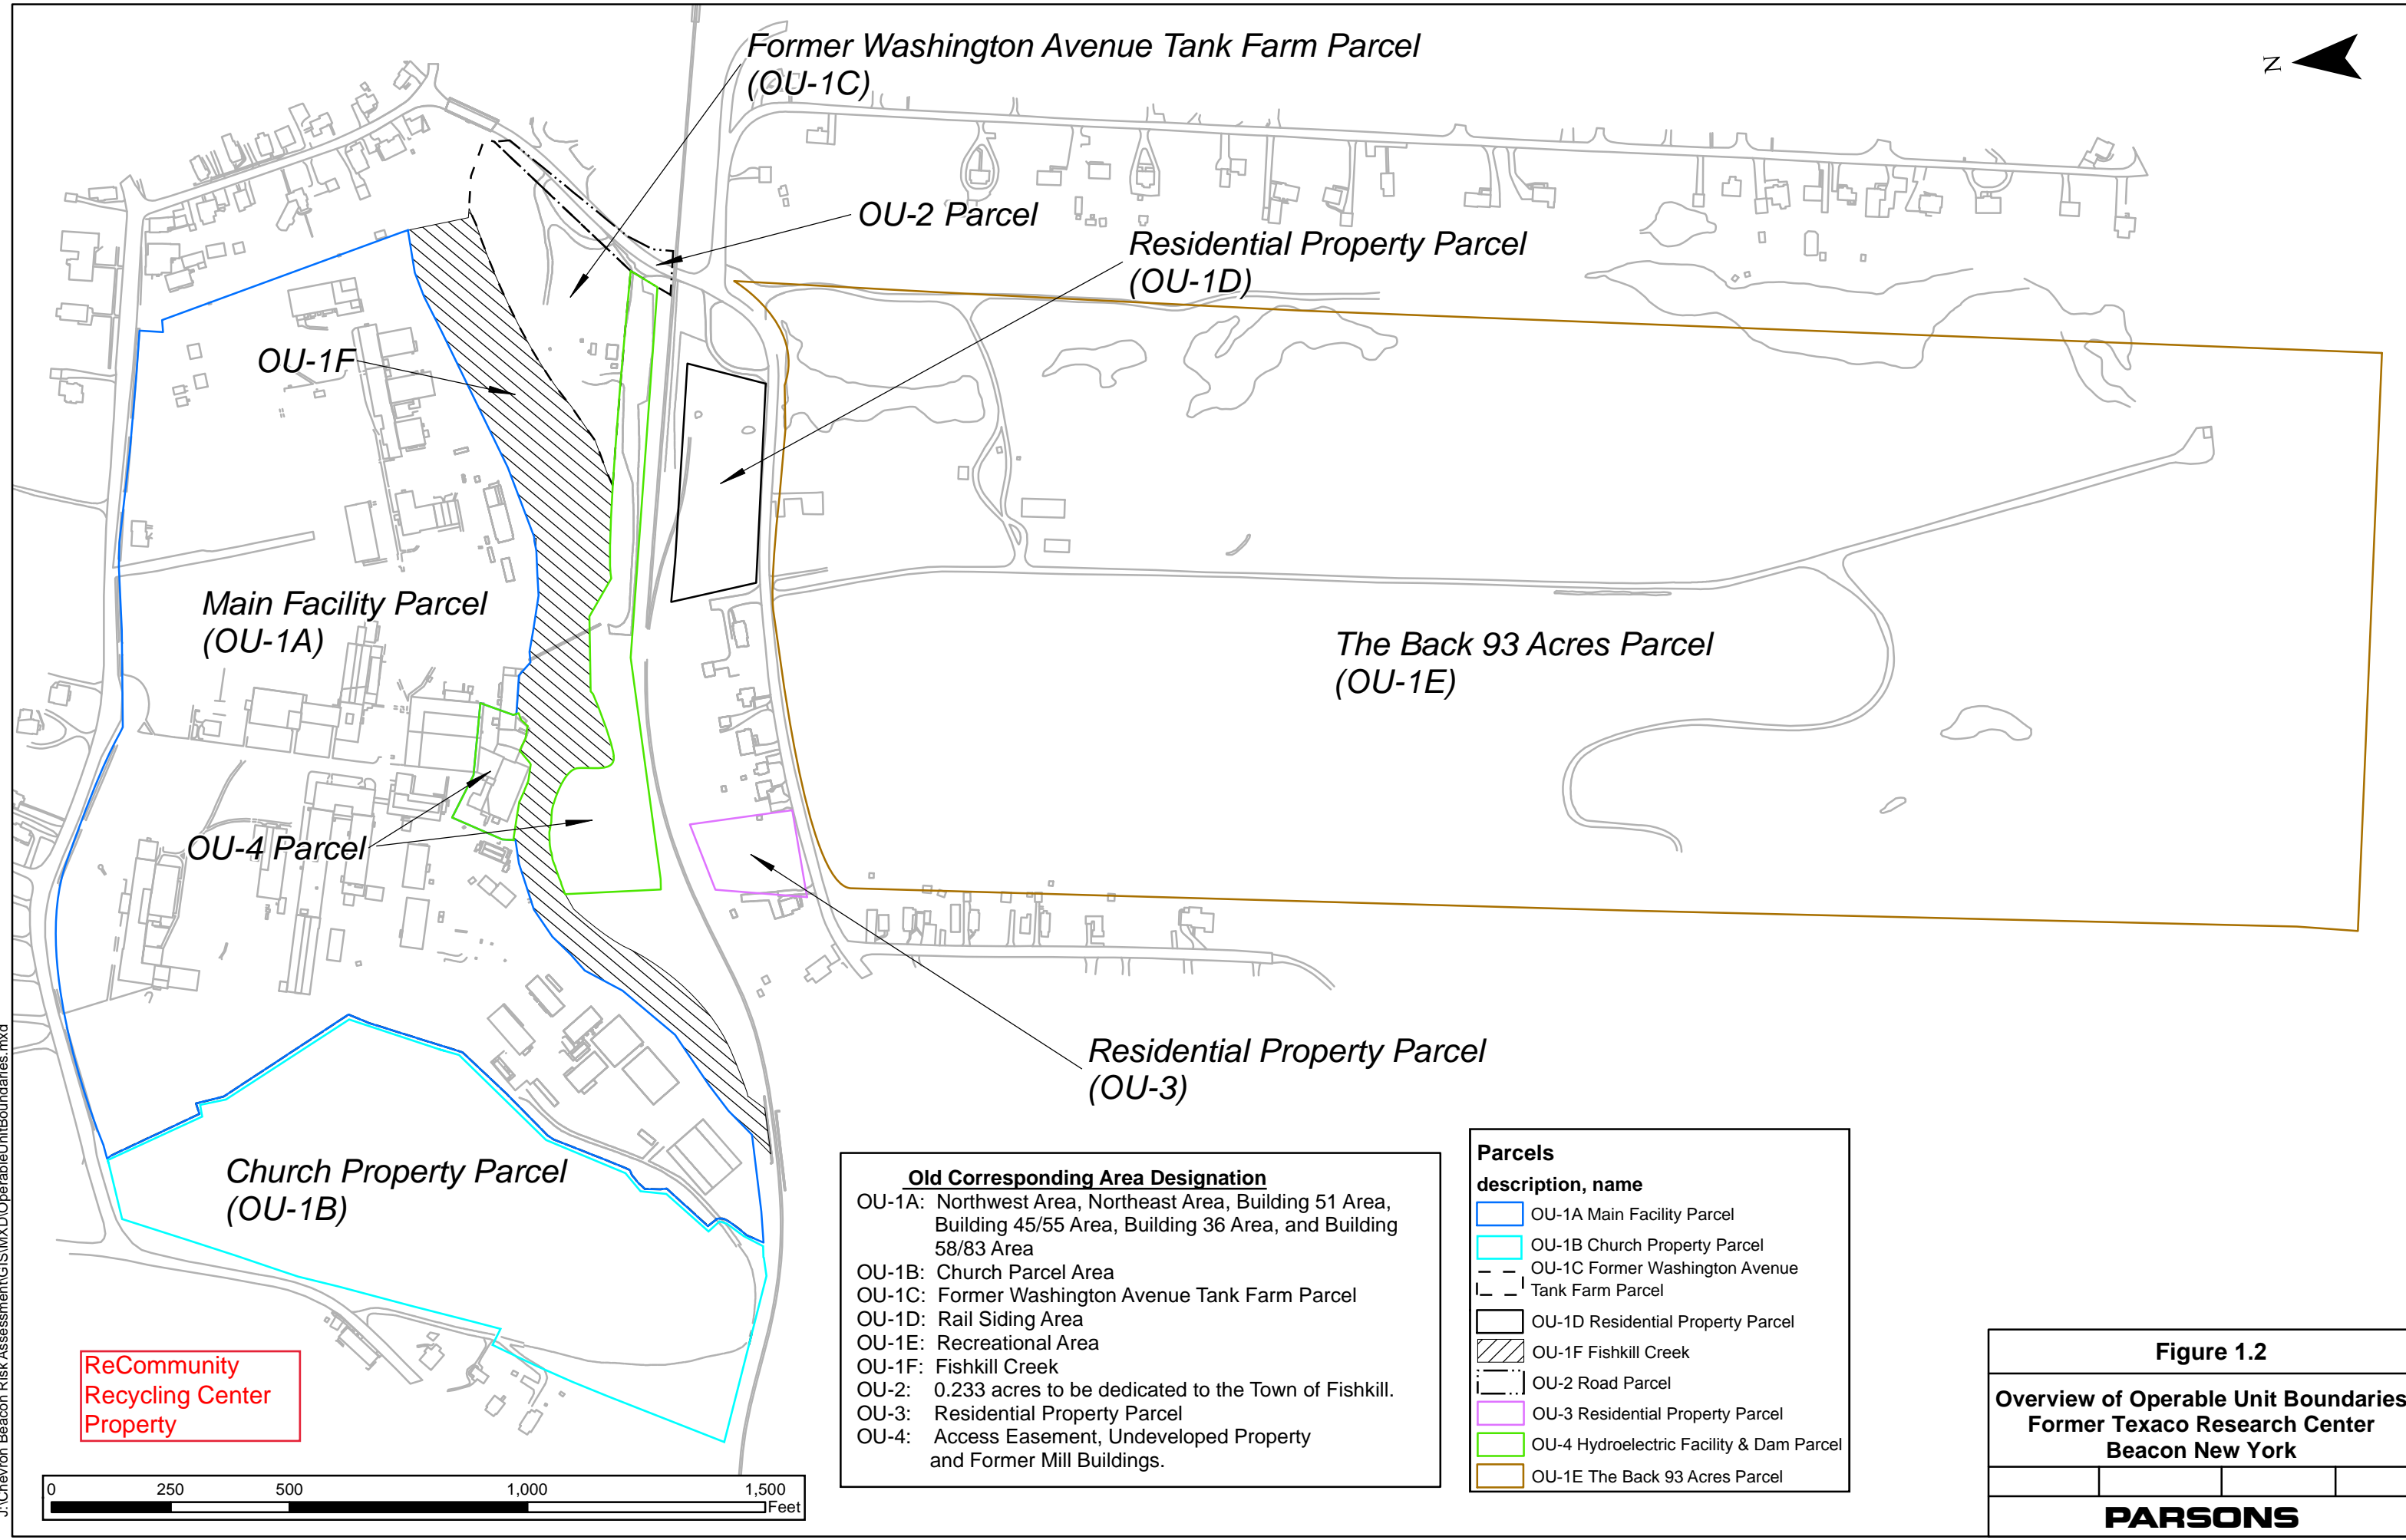 Former Washington Avenue Tank Farm Parcel
(OU-1C)
N
OU-2 Parcel
Residential Property Parcel
(OU-1D)
OU-1F
Main Facility Parcel
(OU-1A)
The Back 93 Acres Parcel
(OU-1E)
OU-4 Parcel
Residential Property Parcel
(OU-3)
Church Property Parcel
(OU-1B)
ReCommunity
Recycling Center
Property
0 250 500 1,000 1,500
Feet
Old Corresponding Area Designation
OU-1A: Northwest Area, Northeast Area, Building 51 Area,
Building 45/55 Area, Building 36 Area, and Building
58/83 Area
OU-1B: Church Parcel Area
OU-1C: Former Washington Avenue Tank Farm Parcel
OU-1D: Rail Siding Area
OU-1E: Recreational Area
OU-1F: Fishkill Creek
OU-2: 0.233 acres to be dedicated to the Town of Fishkill.
OU-3: Residential Property Parcel
OU-4: Access Easement, Undeveloped Property
and Former Mill Buildings.
Parcels
description, name
OU-1A Main Facility Parcel
OU-1B Church Property Parcel
OU-1C Former Washington Avenue
Tank Farm Parcel
OU-1D Residential Property Parcel
OU-1F Fishkill Creek
OU-2 Road Parcel
OU-3 Residential Property Parcel
OU-4 Hydroelectric Facility & Dam Parcel
OU-1E The Back 93 Acres Parcel
Figure 1.2
Overview of Operable Unit Boundaries
Former Texaco Research Center
Beacon New York
PARSONS
J:\Chevron Beacon Risk Assessment\GIS\MXD\OperableUnitBoundaries.mxd